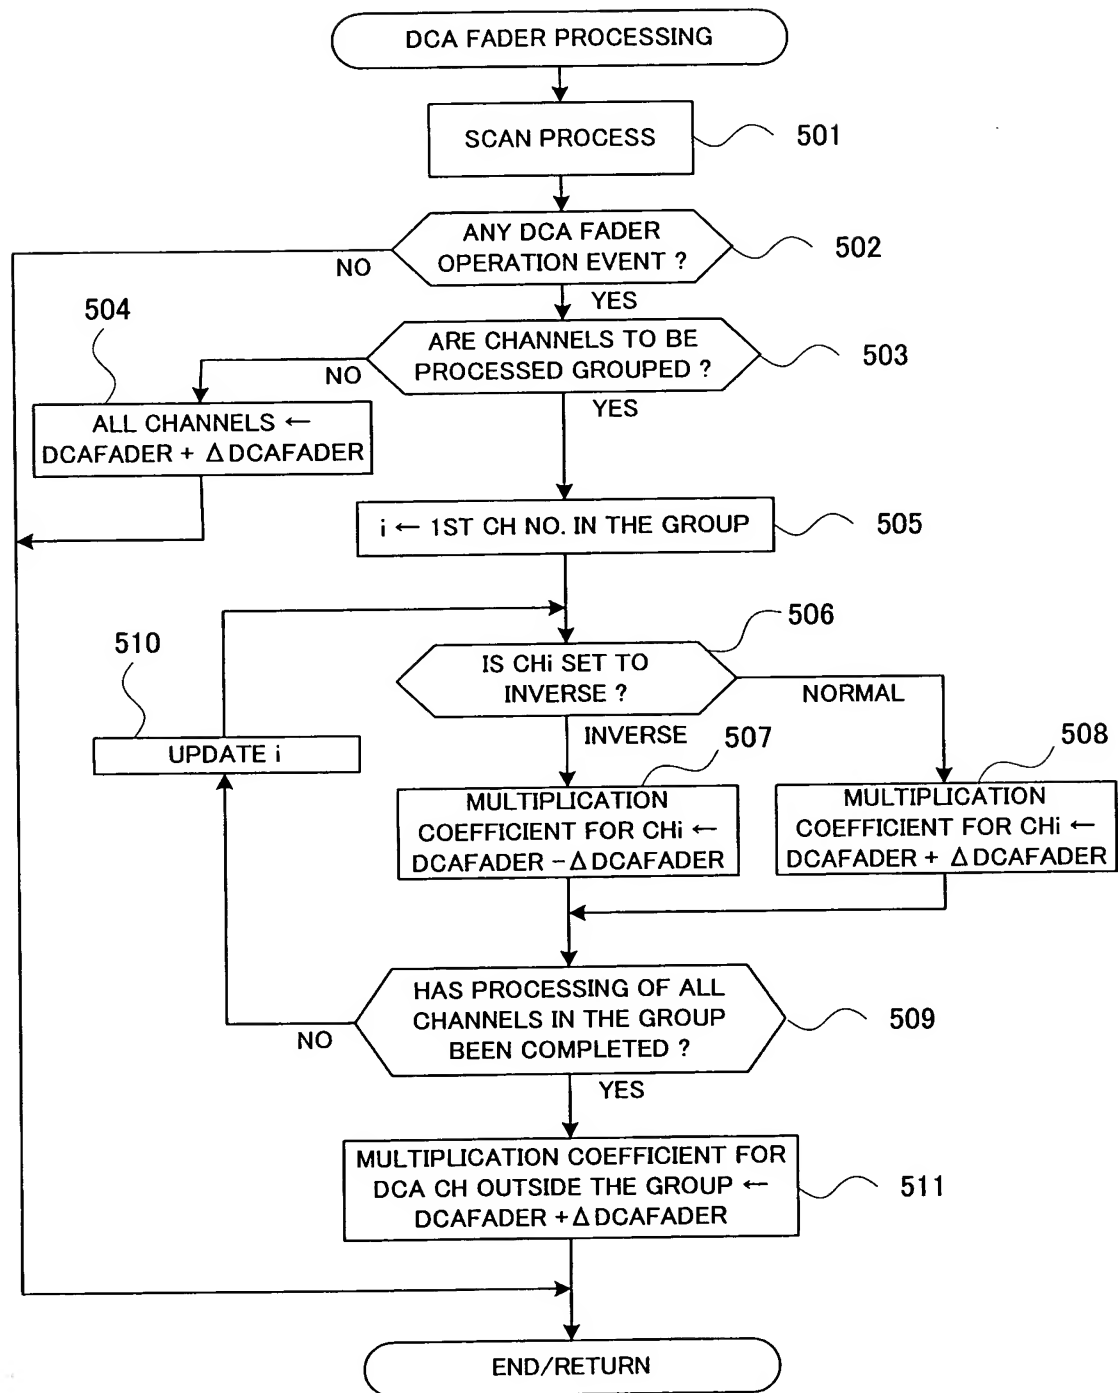 DCA FADER PROCESSING
SCAN PROCESS
501
ANY DCA FADER
OPERATION EVENT ?
502
NO
YES
504
ARE CHANNELS TO BE
PROCESSED GROUPED ?
503
NO
YES
ALL CHANNELS ←
DCAFADER + Δ DCAFADER
i ← 1ST CH NO. IN THE GROUP
505
506
510
IS CHi SET TO
INVERSE ?
NORMAL
INVERSE
507
508
UPDATE i
MULTIPLICATION
COEFFICIENT FOR CHi ←
DCAFADER - Δ DCAFADER
MULTIPLICATION
COEFFICIENT FOR CHi ←
DCAFADER + Δ DCAFADER
HAS PROCESSING OF ALL
CHANNELS IN THE GROUP
BEEN COMPLETED ?
509
NO
YES
MULTIPLICATION COEFFICIENT FOR
DCA CH OUTSIDE THE GROUP ←
DCAFADER + Δ DCAFADER
511
END/RETURN